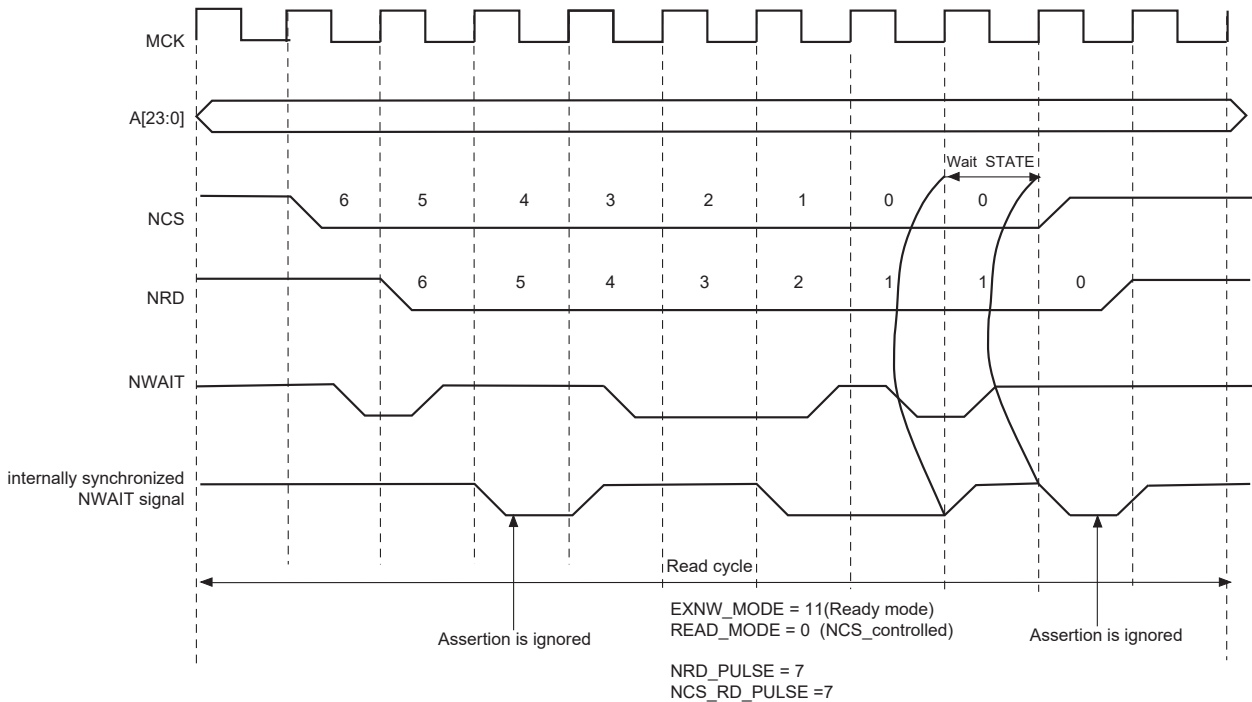 MCK
A[23:0]
Wait STATE
NCS 6 5 4 3 2 1 0 0
NRD 6 5 4 3 2 1 1 0
NWAIT
internally synchronized
NWAIT signal
Read cycle
EXNW_MODE = 11(Ready mode)
READ_MODE = 0 (NCS_controlled)
Assertion is ignored
Assertion is ignored
NRD_PULSE = 7
NCS_RD_PULSE =7